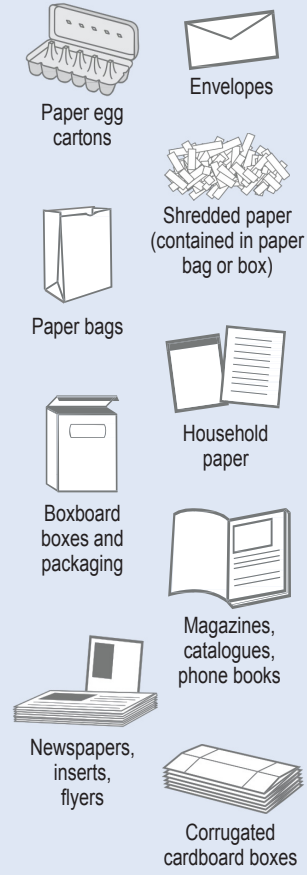 Paper egg
cartons
Envelopes
Shredded paper
(contained in paper
bag or box)
Paper bags
Household
paper
Boxboard
boxes and
packaging
Magazines,
catalogues,
phone books
Newspapers,
inserts,
flyers
Corrugated
cardboard boxes